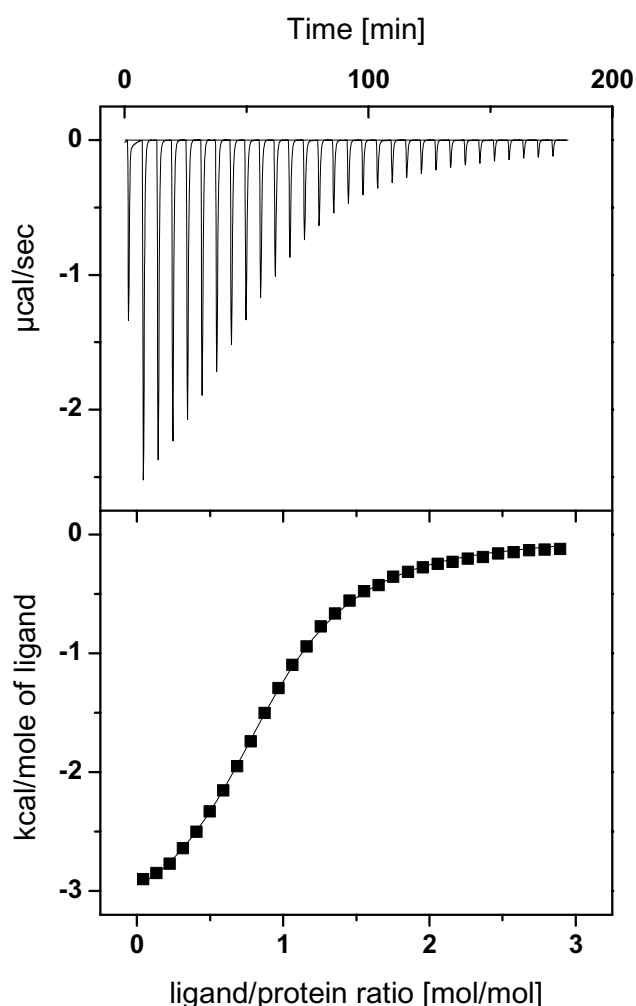 Time [min]
0 100 200
0
-1
-2
µcal/sec
0
-1
-2
-3
kcal/mole of ligand
0 1 2 3
ligand/protein ratio [mol/mol]